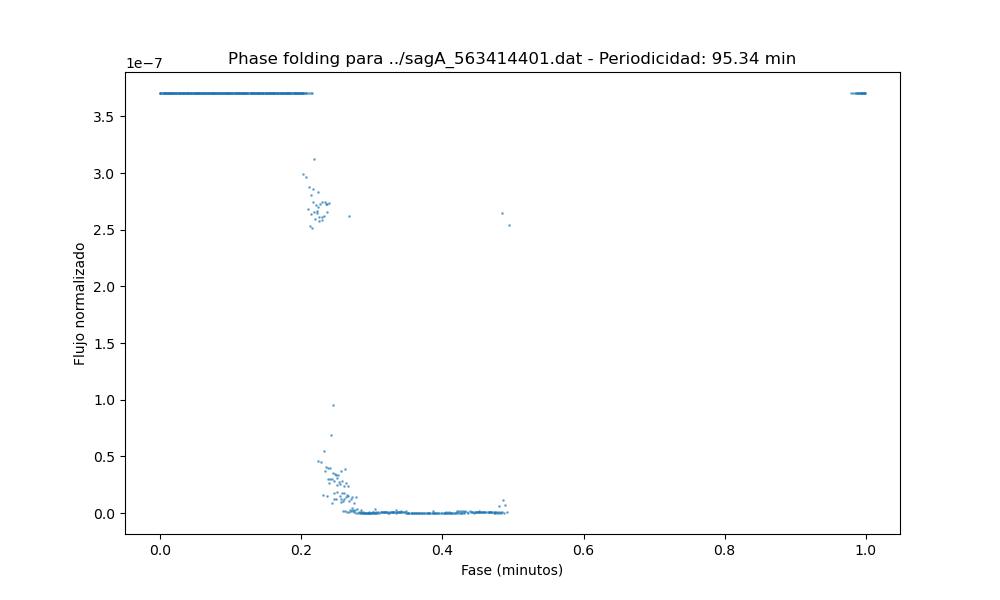 Phase folding para ../sagA_563414401.dat - Periodicidad: 95.34 min
1e−7
3.5
3.0
2.5
2.0
1.5
1.0
0.5
0.0
Flujo normalizado
0.0 0.2 0.4 0.6 0.8 1.0
Fase (minutos)